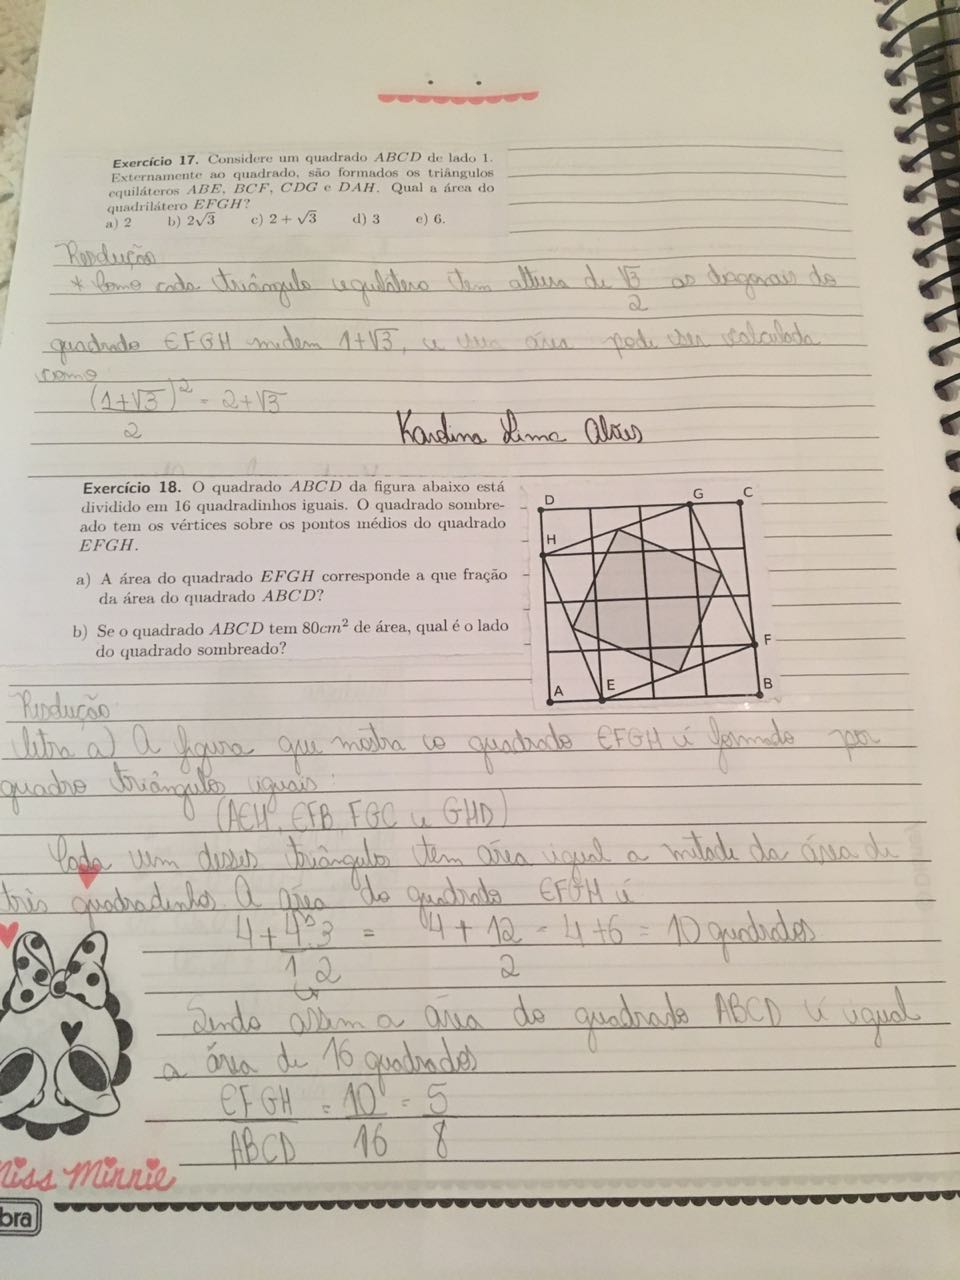 Exercício 17. Considere um quadrado ABCD de lado 1.
Externamente ao quadrado, são formados os triângulos
equiláteros ABE, BCF, CDG e DAH. Qual a área do
quadrilátero EFGH?
a) 2 b) 2√3 c) 2 + √3 d) 3 e) 6.
Resolução
* Como cada triângulo equilátero tem altura de √3/2 as diagonais do
quadrado EFGH medem 1+√3, e sua área pode ser calculada
como
(1+√3)²/2 = 2+√3
Karolina Lima Alves
Exercício 18. O quadrado ABCD da figura abaixo está
dividido em 16 quadradinhos iguais. O quadrado sombre-
ado tem os vértices sobre os pontos médios do quadrado
EFGH.
a) A área do quadrado EFGH corresponde a que fração
da área do quadrado ABCD?
b) Se o quadrado ABCD tem 80cm² de área, qual é o lado
do quadrado sombreado?
D G C
H
F
A E B
Resolução
letra a) A figura que mostra o quadrado EFGH é formado por
quadro triângulos iguais:
(AEH, EFB, FGC e GHD)
Cada um desses triângulos tem área igual a metade da área de
três quadradinhos. A área do quadrado EFGH é
4 + 4·3/2 = 4 + 12/2 = 4 + 6 = 10 quadrados
Sendo assim a área do quadrado ABCD é igual
a área de 16 quadrados
EFGH/ABCD = 10/16 = 5/8
Miss Minnie
bra